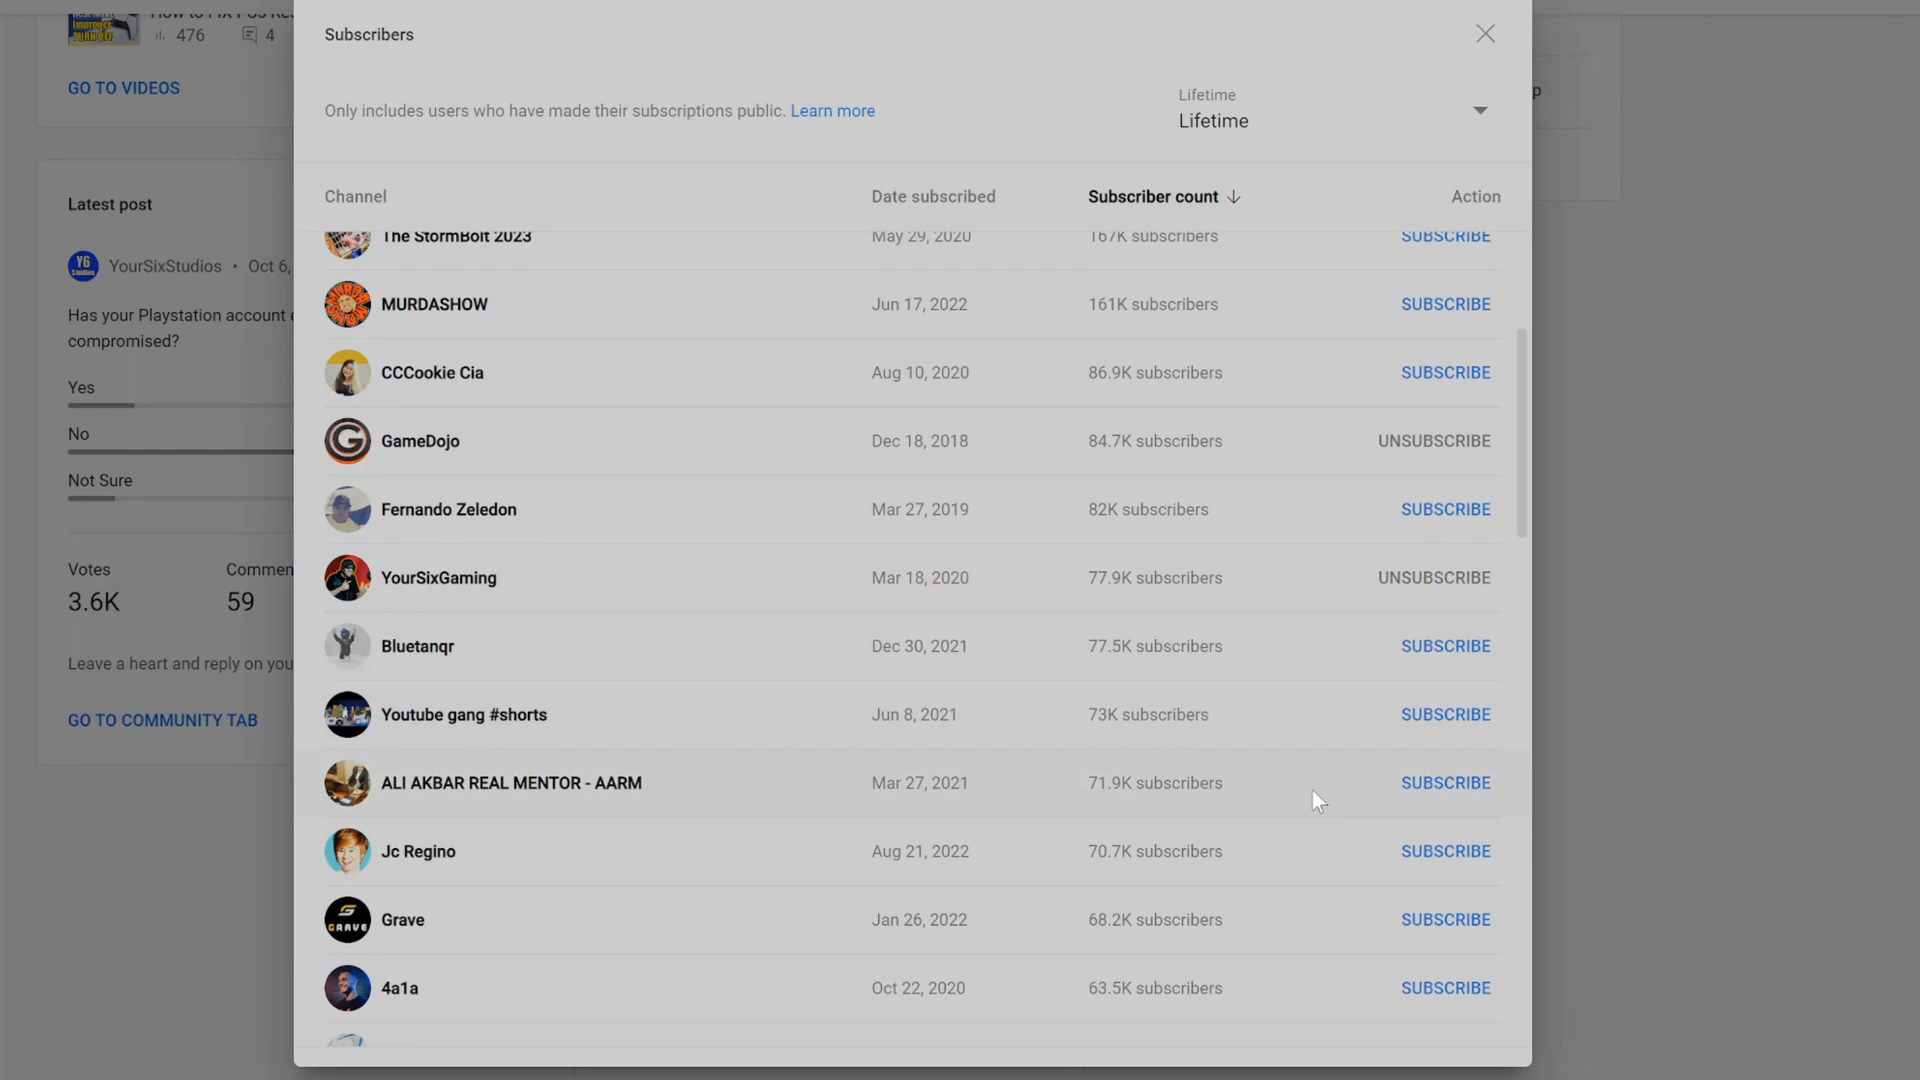 476 4
GO TO VIDEOS
Latest post
Y6 Studios YourSixStudios • Oct 6,
Has your Playstation account
compromised?
Yes
No
Not Sure
Votes Commen
3.6K 59
Leave a heart and reply on you
GO TO COMMUNITY TAB
Subscribers
Only includes users who have made their subscriptions public. Learn more
Lifetime
Lifetime
Channel Date subscribed Subscriber count Action
The StormBolt 2023 May 29, 2020 167K subscribers SUBSCRIBE
MURDASHOW Jun 17, 2022 161K subscribers SUBSCRIBE
CCCookie Cia Aug 10, 2020 86.9K subscribers SUBSCRIBE
GameDojo Dec 18, 2018 84.7K subscribers UNSUBSCRIBE
Fernando Zeledon Mar 27, 2019 82K subscribers SUBSCRIBE
YourSixGaming Mar 18, 2020 77.9K subscribers UNSUBSCRIBE
Bluetanqr Dec 30, 2021 77.5K subscribers SUBSCRIBE
Youtube gang #shorts Jun 8, 2021 73K subscribers SUBSCRIBE
ALI AKBAR REAL MENTOR - AARM Mar 27, 2021 71.9K subscribers SUBSCRIBE
Jc Regino Aug 21, 2022 70.7K subscribers SUBSCRIBE
GRAVE Grave Jan 26, 2022 68.2K subscribers SUBSCRIBE
4a1a Oct 22, 2020 63.5K subscribers SUBSCRIBE